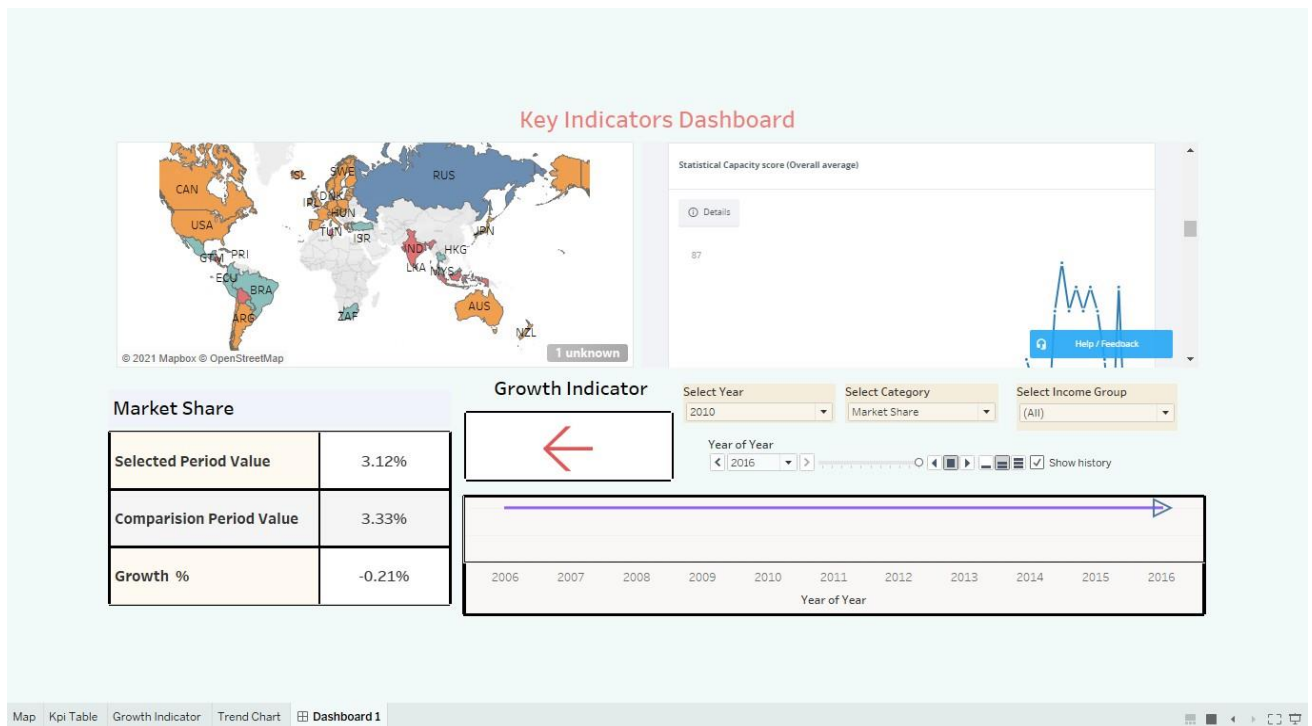 Key Indicators Dashboard
CAN
USA
GTM
PRI
ECU
BRA
ARG
ISL
SWE
IRL
DNK
HUN
TUN
ISR
ZAF
RUS
IND
LKA
MYS
HKG
JPN
AUS
NZL
© 2021 Mapbox © OpenStreetMap
1 unknown
Statistical Capacity score (Overall average)
Details
87
Help / Feedback
Market Share
Selected Period Value 3.12%
Comparision Period Value 3.33%
Growth % -0.21%
Growth Indicator
Select Year
2010
Select Category
Market Share
Select Income Group
(All)
Year of Year
2016
Show history
2006 2007 2008 2009 2010 2011 2012 2013 2014 2015 2016
Year of Year
Map Kpi Table Growth Indicator Trend Chart Dashboard 1